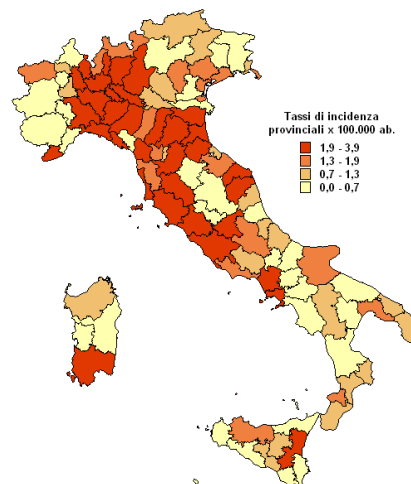 Tassi di incidenza
provinciali x 100.000 ab.
1,9 - 3,9
1,3 - 1,9
0,7 - 1,3
0,0 - 0,7